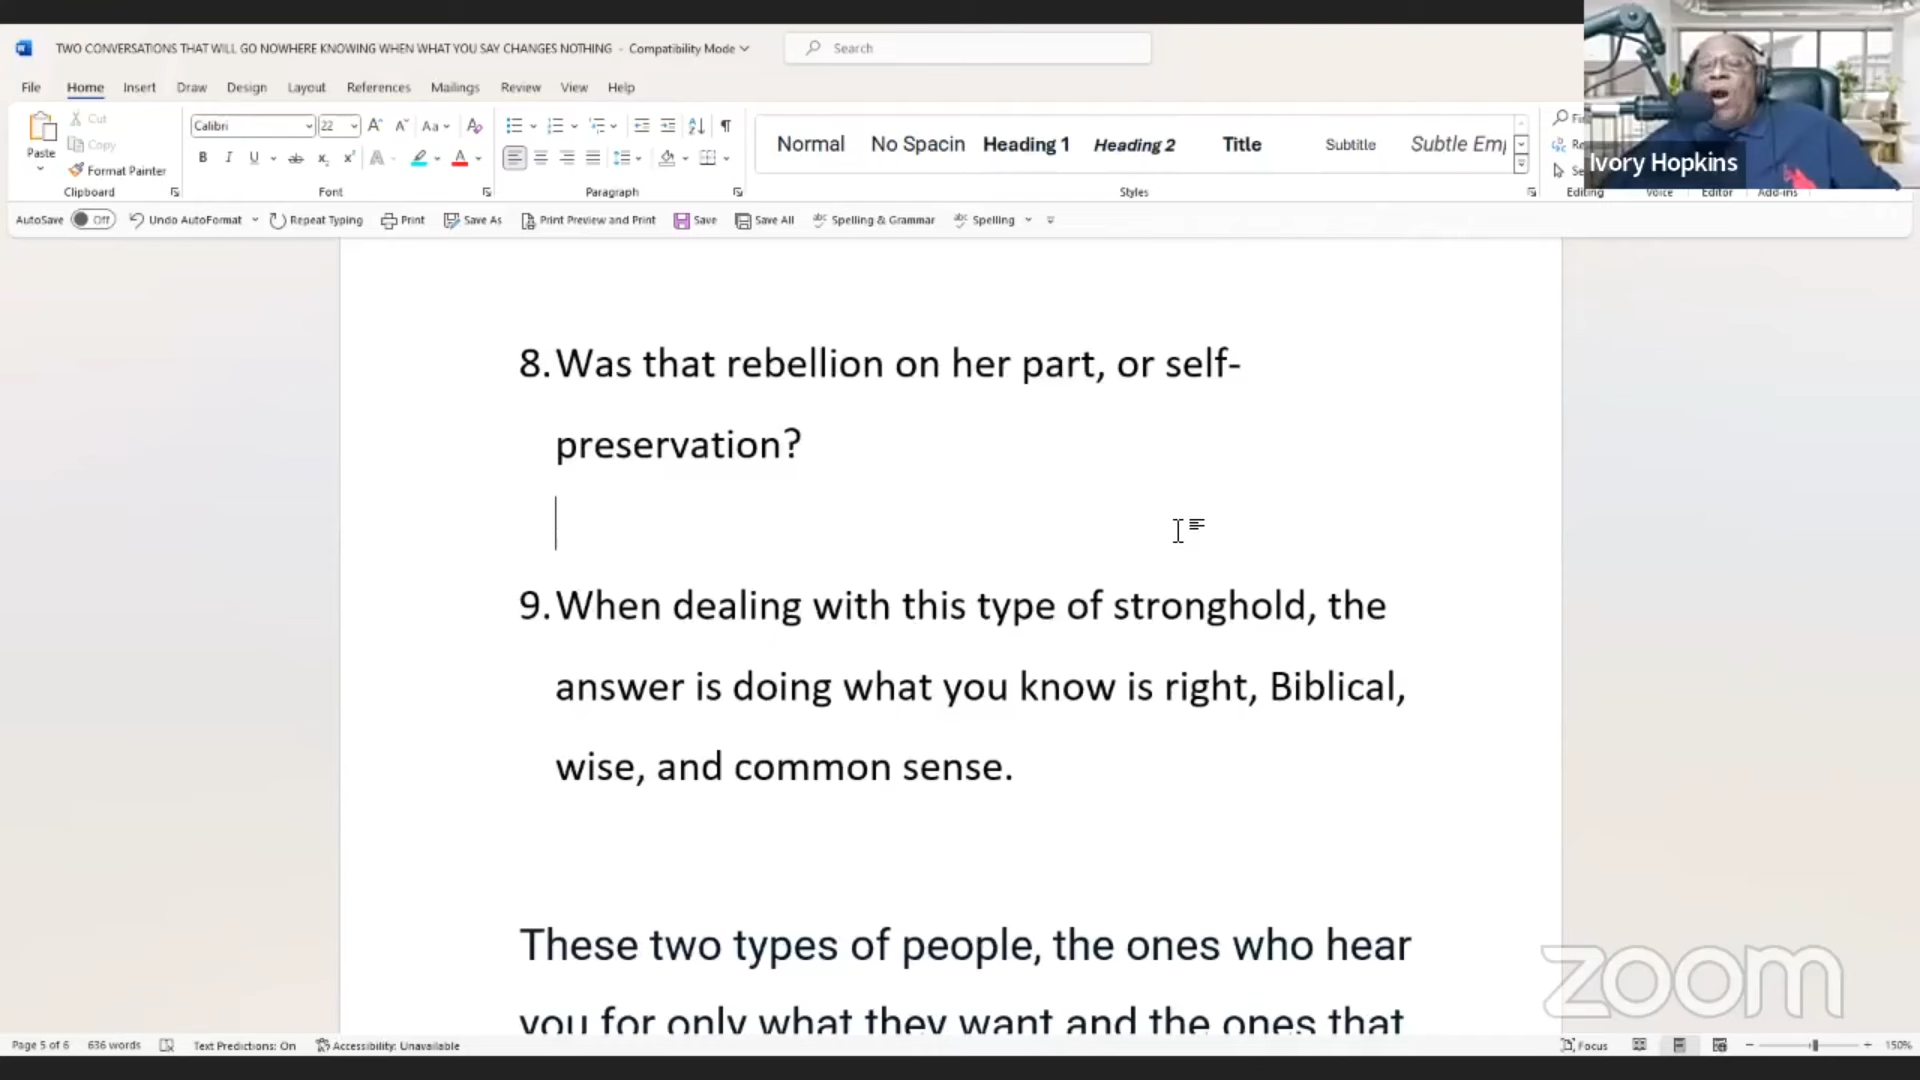 TWO CONVERSATIONS THAT WILL GO NOWHERE KNOWING WHEN WHAT YOU SAY CHANGES NOTHING - Compatibility Mode
Search
File Home Insert Draw Design Layout References Mailings Review View Help
Paste
Cut
Copy
Format Painter
Clipboard
Calibri 22
Font
Paragraph
Normal No Spacin Heading 1 Heading 2 Title Subtitle Subtle Em
Styles
Ivory Hopkins
Editing Voice Editor Add-ins
AutoSave Off Undo AutoFormat Repeat Typing Print Save As Print Preview and Print Save Save All Spelling & Grammar Spelling
8. Was that rebellion on her part, or self-
preservation?
9. When dealing with this type of stronghold, the
answer is doing what you know is right, Biblical,
wise, and common sense.
These two types of people, the ones who hear
you for only what they want and the ones that
zoom
Page 5 of 6 636 words Text Predictions: On Accessibility: Unavailable Focus 150%